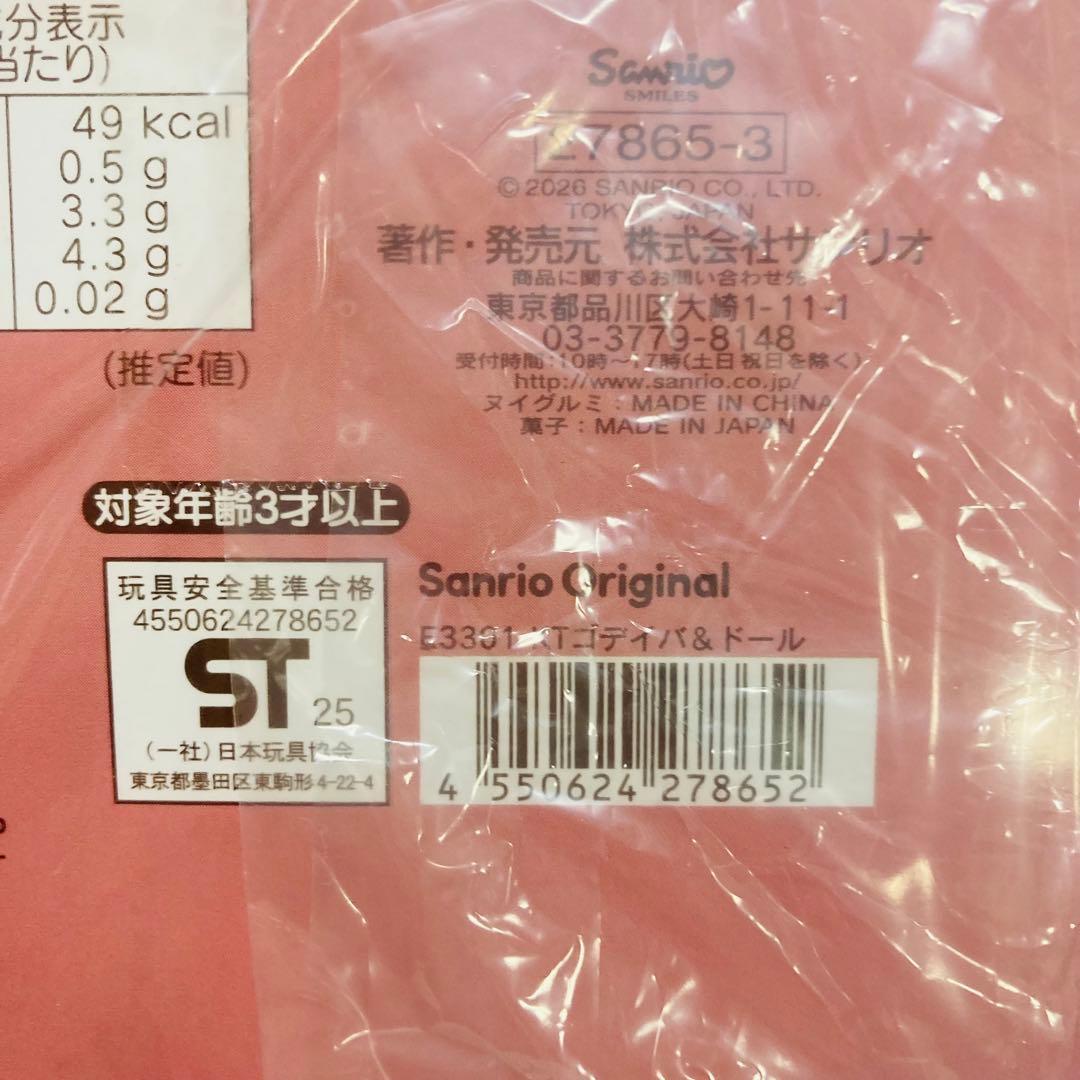 分表示
当たり)
49 kcal
0.5 g
3.3 g
4.3 g
0.02 g
(推定値)
Sanrio
SMILES
27865-3
© 2026 SANRIO CO., LTD.
TOKYO, JAPAN
著作・発売元 株式会社サンリオ
商品に関するお問い合わせ先
東京都品川区大崎1-11-1
03-3779-8148
受付時間:10時〜17時(土日祝日を除く)
http://www.sanrio.co.jp/
ヌイグルミ:MADE IN CHINA
菓子:MADE IN JAPAN
対象年齢3才以上
玩具安全基準合格
4550624278652
ST 25
(一社)日本玩具協会
東京都墨田区東駒形4-22-4
Sanrio Original
KTゴデイバ&ドール
4 550624 278652